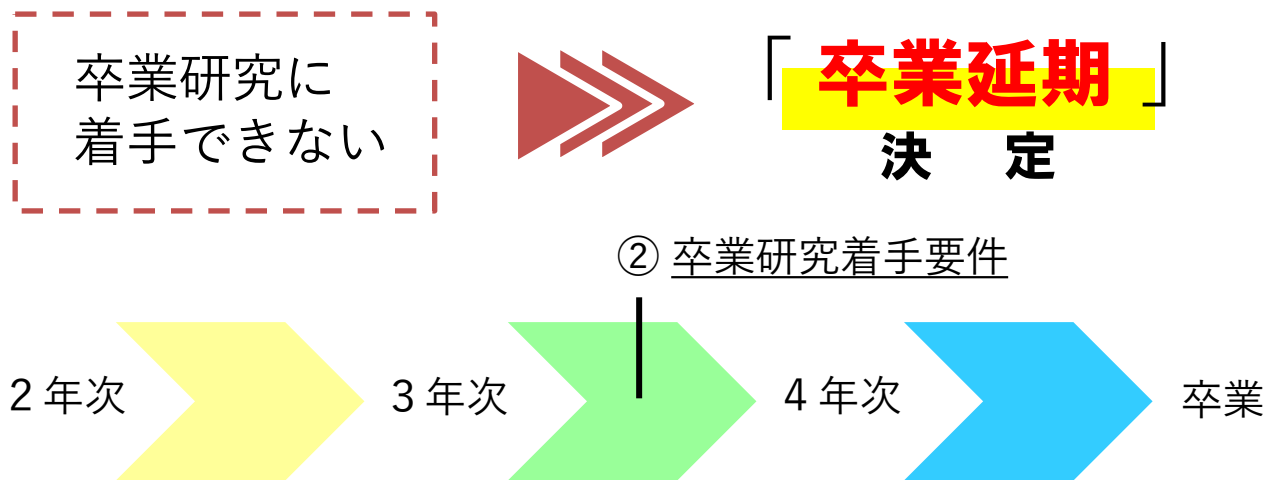 卒業研究に
着手できない
「卒業延期」
決 定
② 卒業研究着手要件
2年次
3年次
4年次
卒業